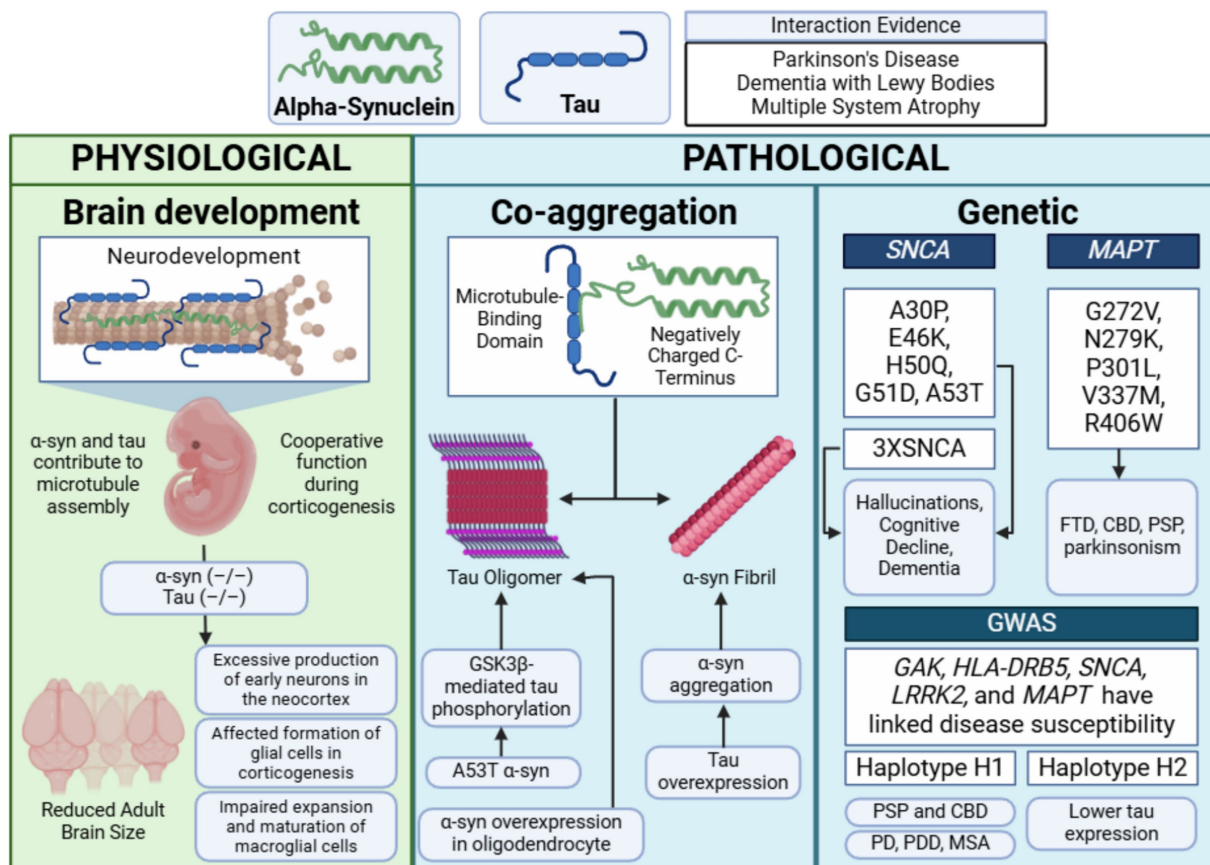 Alpha-Synuclein
Tau
Interaction Evidence
Parkinson's Disease
Dementia with Lewy Bodies
Multiple System Atrophy
PHYSIOLOGICAL
PATHOLOGICAL
Brain development
Neurodevelopment
α-syn and tau
contribute to
microtubule
assembly
Cooperative
function
during
corticogenesis
α-syn (−/−)
Tau (−/−)
Excessive production
of early neurons in
the neocortex
Affected formation of
glial cells in
corticogenesis
Impaired expansion
and maturation of
macroglial cells
Reduced Adult
Brain Size
Co-aggregation
Microtubule-
Binding
Domain
Negatively
Charged C-
Terminus
Tau Oligomer
α-syn Fibril
GSK3β-
mediated tau
phosphorylation
A53T α-syn
α-syn overexpression
in oligodendrocyte
α-syn
aggregation
Tau
overexpression
Genetic
SNCA
A30P,
E46K,
H50Q,
G51D, A53T
3XSNCA
Hallucinations,
Cognitive
Decline,
Dementia
MAPT
G272V,
N279K,
P301L,
V337M,
R406W
FTD, CBD, PSP,
parkinsonism
GWAS
GAK, HLA-DRB5, SNCA,
LRRK2, and MAPT have
linked disease susceptibility
Haplotype H1
PSP and CBD
PD, PDD, MSA
Haplotype H2
Lower tau
expression